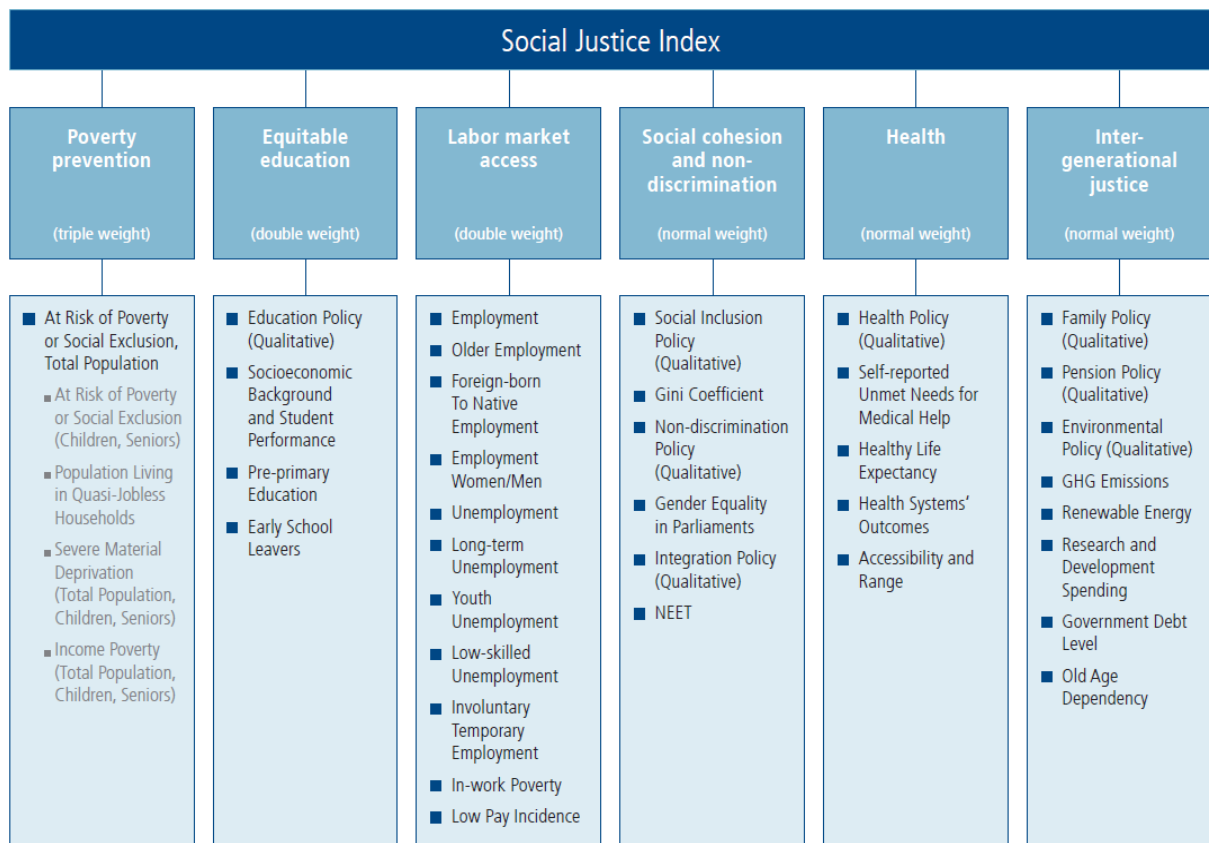 Social Justice Index
Poverty
prevention
(triple weight)
Equitable
education
(double weight)
Labor market
access
(double weight)
Social cohesion
and non-
discrimination
(normal weight)
Health
(normal weight)
Inter-
generational
justice
(normal weight)
At Risk of Poverty
or Social Exclusion,
Total Population
At Risk of Poverty
or Social Exclusion
(Children, Seniors)
Population Living
in Quasi-Jobless
Households
Severe Material
Deprivation
(Total Population,
Children, Seniors)
Income Poverty
(Total Population,
Children, Seniors)
Education Policy
(Qualitative)
Socioeconomic
Background
and Student
Performance
Pre-primary
Education
Early School
Leavers
Employment
Older Employment
Foreign-born
To Native
Employment
Employment
Women/Men
Unemployment
Long-term
Unemployment
Youth
Unemployment
Low-skilled
Unemployment
Involuntary
Temporary
Employment
In-work Poverty
Low Pay Incidence
Social Inclusion
Policy
(Qualitative)
Gini Coefficient
Non-discrimination
Policy
(Qualitative)
Gender Equality
in Parliaments
Integration Policy
(Qualitative)
NEET
Health Policy
(Qualitative)
Self-reported
Unmet Needs for
Medical Help
Healthy Life
Expectancy
Health Systems'
Outcomes
Accessibility and
Range
Family Policy
(Qualitative)
Pension Policy
(Qualitative)
Environmental
Policy (Qualitative)
GHG Emissions
Renewable Energy
Research and
Development
Spending
Government Debt
Level
Old Age
Dependency